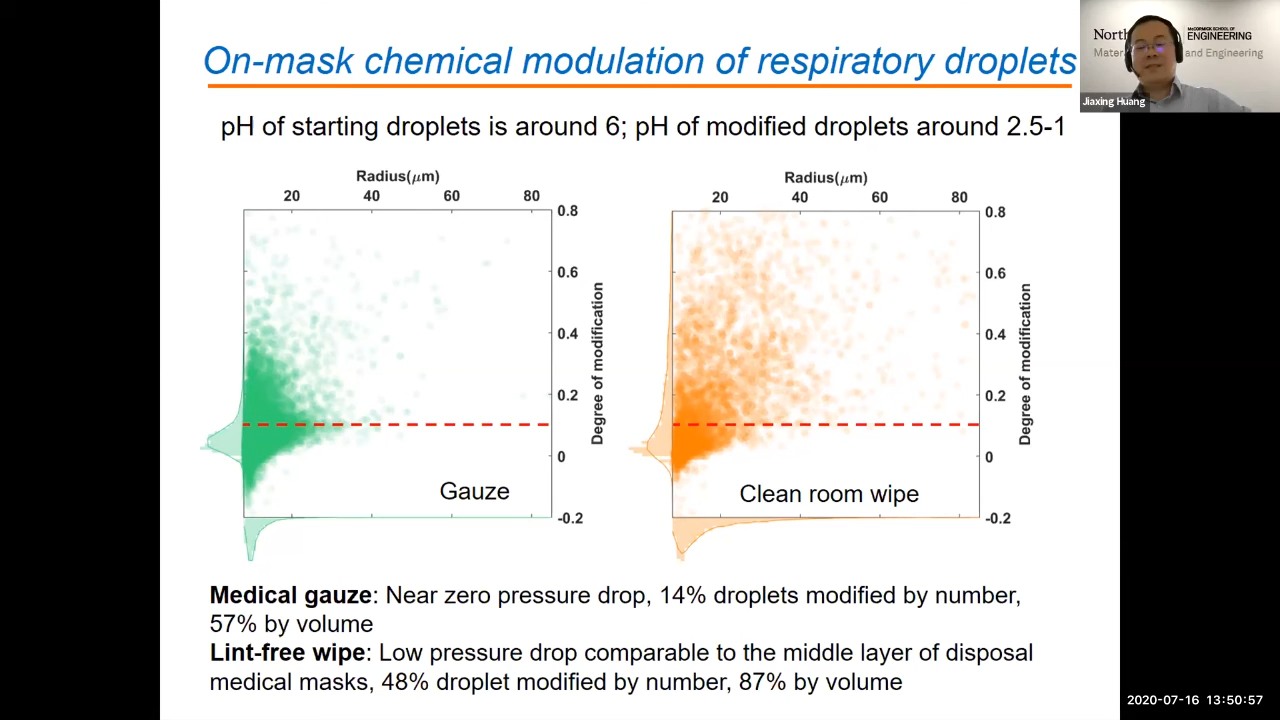 On-mask chemical modulation of respiratory droplets
North
McCORMICK SCHOOL OF
ENGINEERING
Mater
and Engineering
Jiaxing Huang
pH of starting droplets is around 6; pH of modified droplets around 2.5-1
Radius(μm)
20 40 60 80
0.8
0.6
0.4
0.2
0
-0.2
Degree of modification
Gauze
Radius(μm)
20 40 60 80
0.8
0.6
0.4
0.2
0
-0.2
Degree of modification
Clean room wipe
Medical gauze: Near zero pressure drop, 14% droplets modified by number,
57% by volume
Lint-free wipe: Low pressure drop comparable to the middle layer of disposal
medical masks, 48% droplet modified by number, 87% by volume
2020-07-16 13:50:57